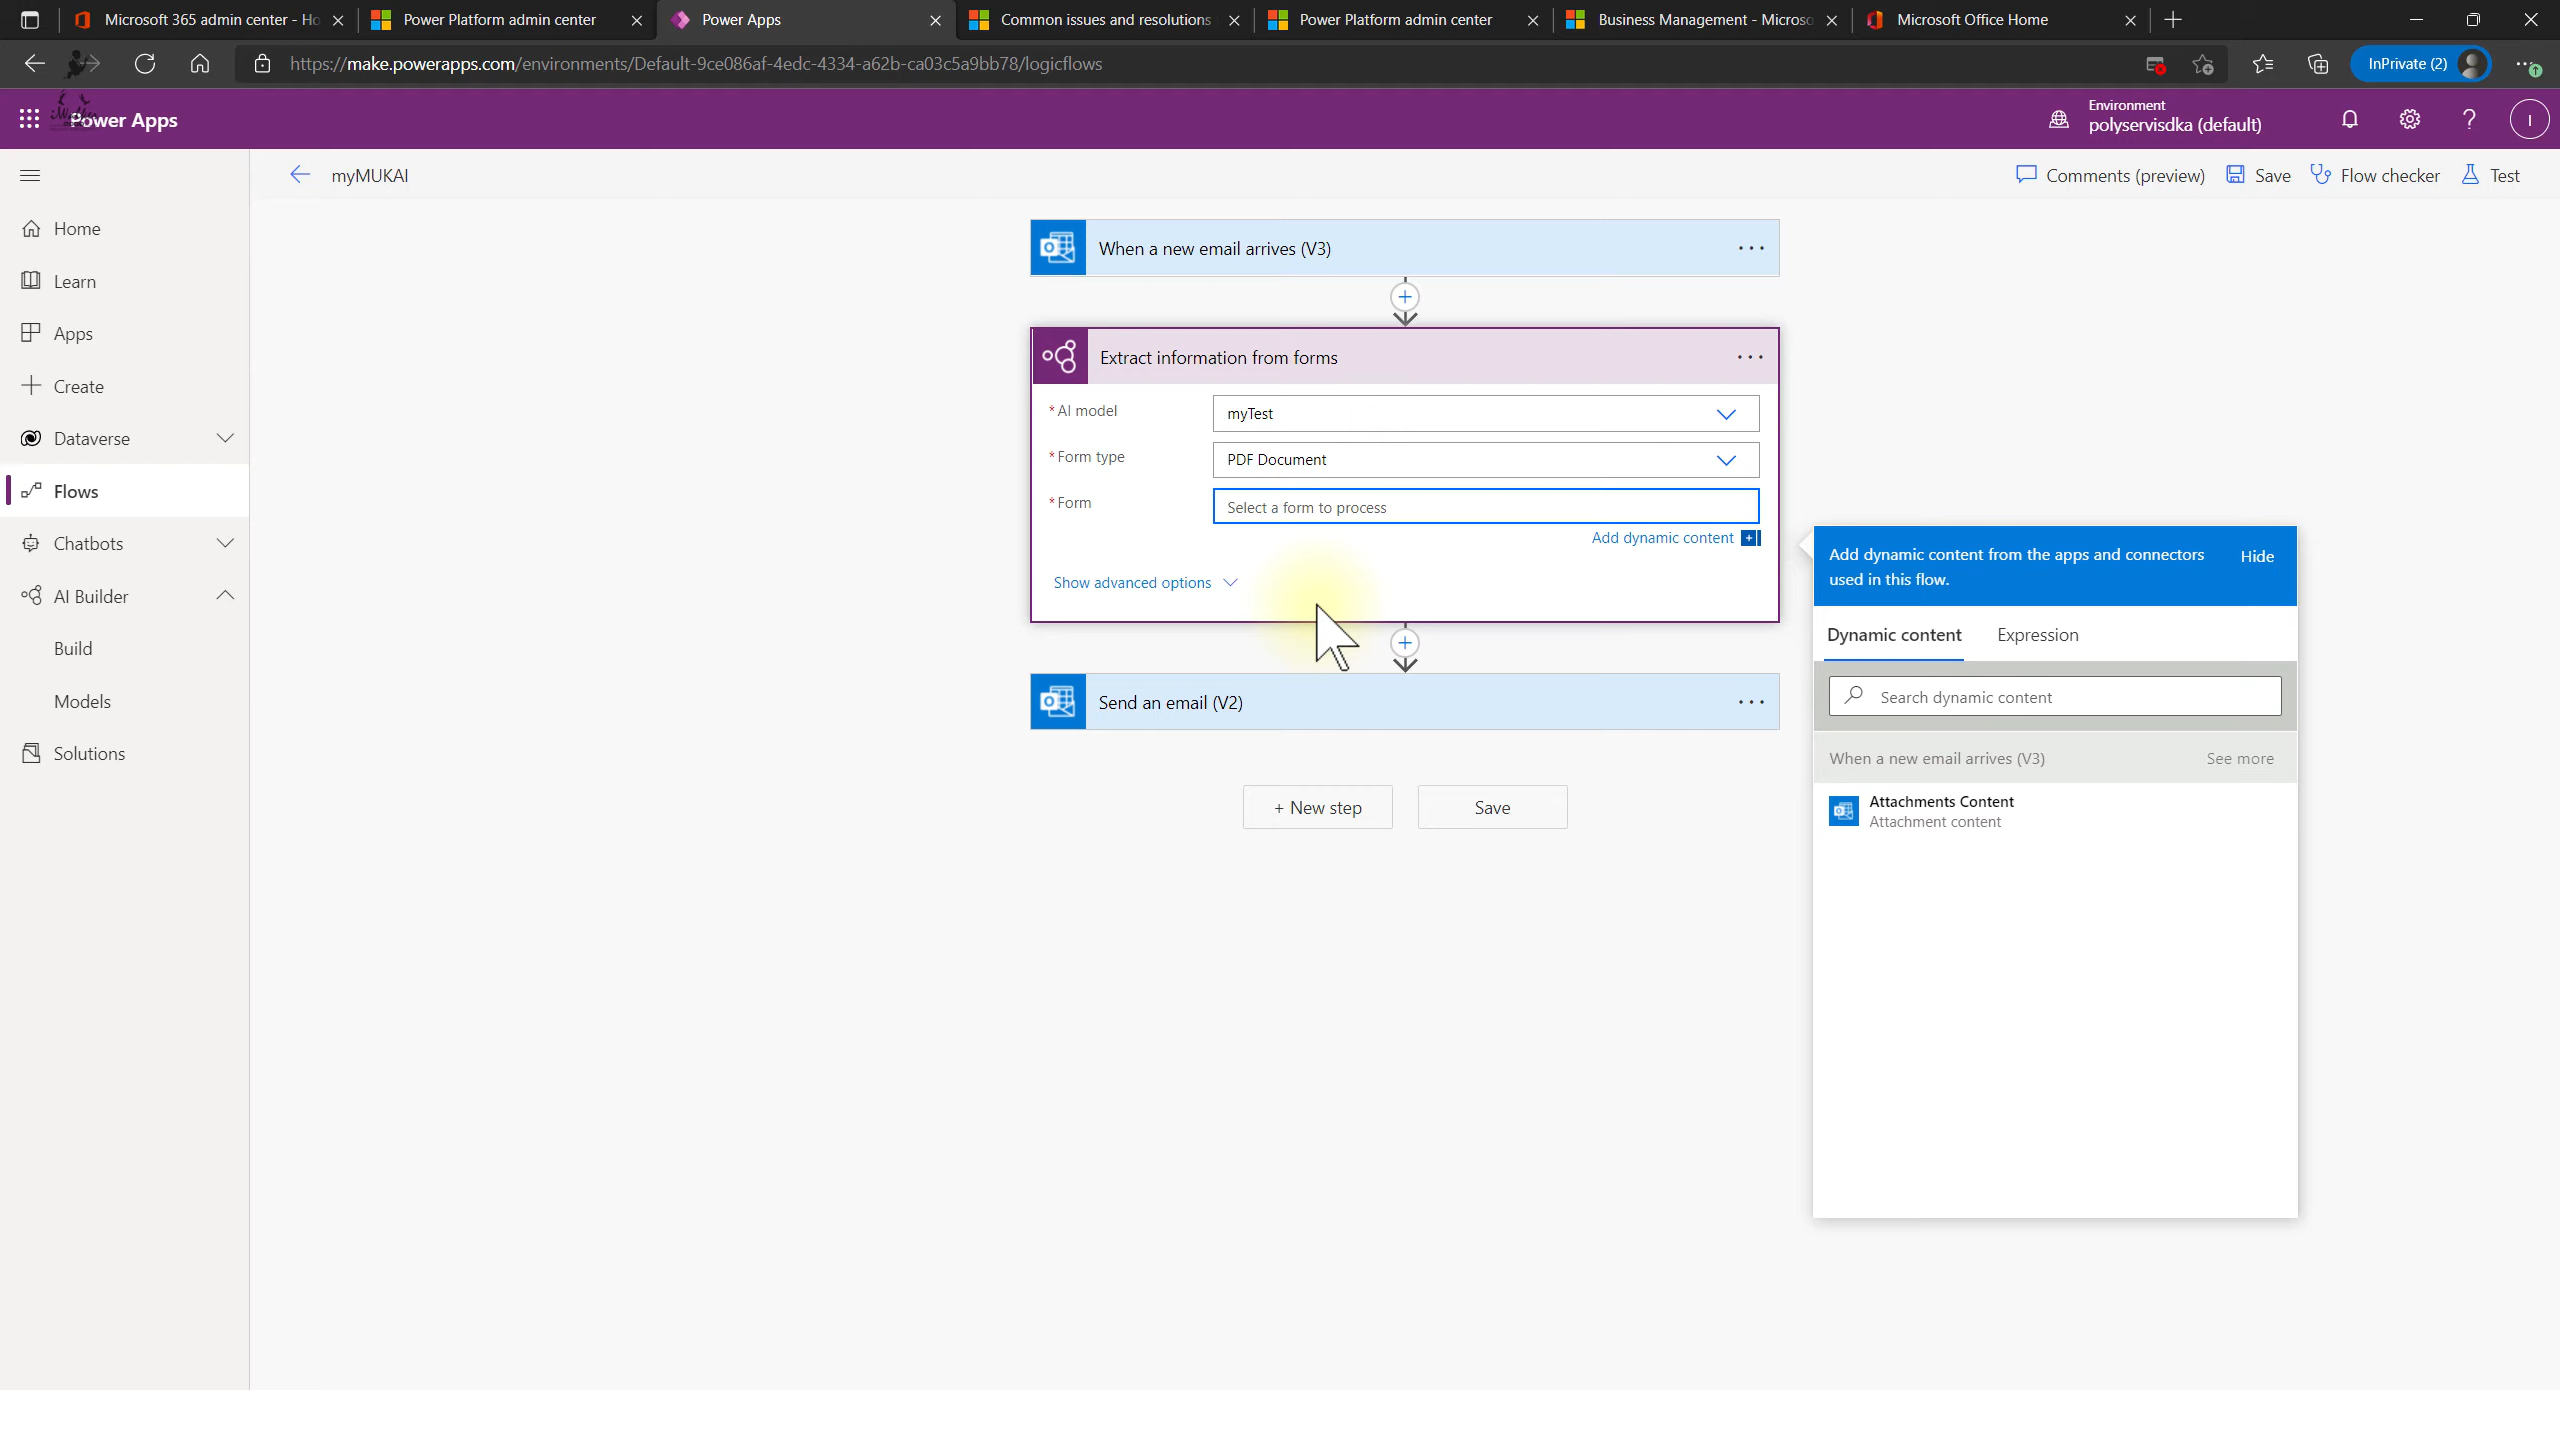 Microsoft 365 admin center - Ho
Power Platform admin center
Power Apps
Common issues and resolutions
Power Platform admin center
Business Management - Microso
Microsoft Office Home
https://make.powerapps.com/environments/Default-9ce086af-4edc-4334-a62b-ca03c5a9bb78/logicflows
InPrivate (2)
Power Apps
Environment
polyservisdka (default)
I
myMUKAI
Comments (preview)
Save
Flow checker
Test
Home
Learn
Apps
Create
Dataverse
Flows
Chatbots
AI Builder
Build
Models
Solutions
When a new email arrives (V3)
Extract information from forms
* AI model
myTest
* Form type
PDF Document
* Form
Select a form to process
Add dynamic content
Show advanced options
Send an email (V2)
+ New step
Save
Add dynamic content from the apps and connectors
used in this flow.
Hide
Dynamic content
Expression
Search dynamic content
When a new email arrives (V3)
See more
Attachments Content
Attachment content